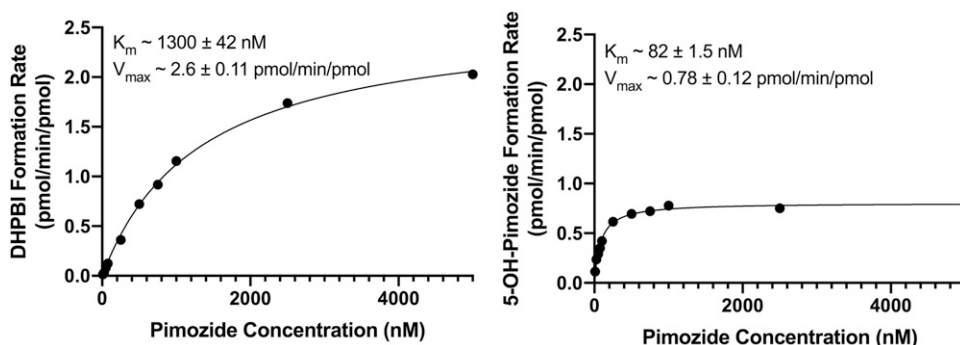 DHPBI Formation Rate
(pmol/min/pmol)
2.5
2.0
1.5
1.0
0.5
0.0
Km ~ 1300 ± 42 nM
Vmax ~ 2.6 ± 0.11 pmol/min/pmol
0
2000
4000
Pimozide Concentration (nM)
5-OH-Pimozide Formation Rate
(pmol/min/pmol)
2.5
2.0
1.5
1.0
0.5
0.0
Km ~ 82 ± 1.5 nM
Vmax ~ 0.78 ± 0.12 pmol/min/pmol
0
2000
4000
Pimozide Concentration (nM)